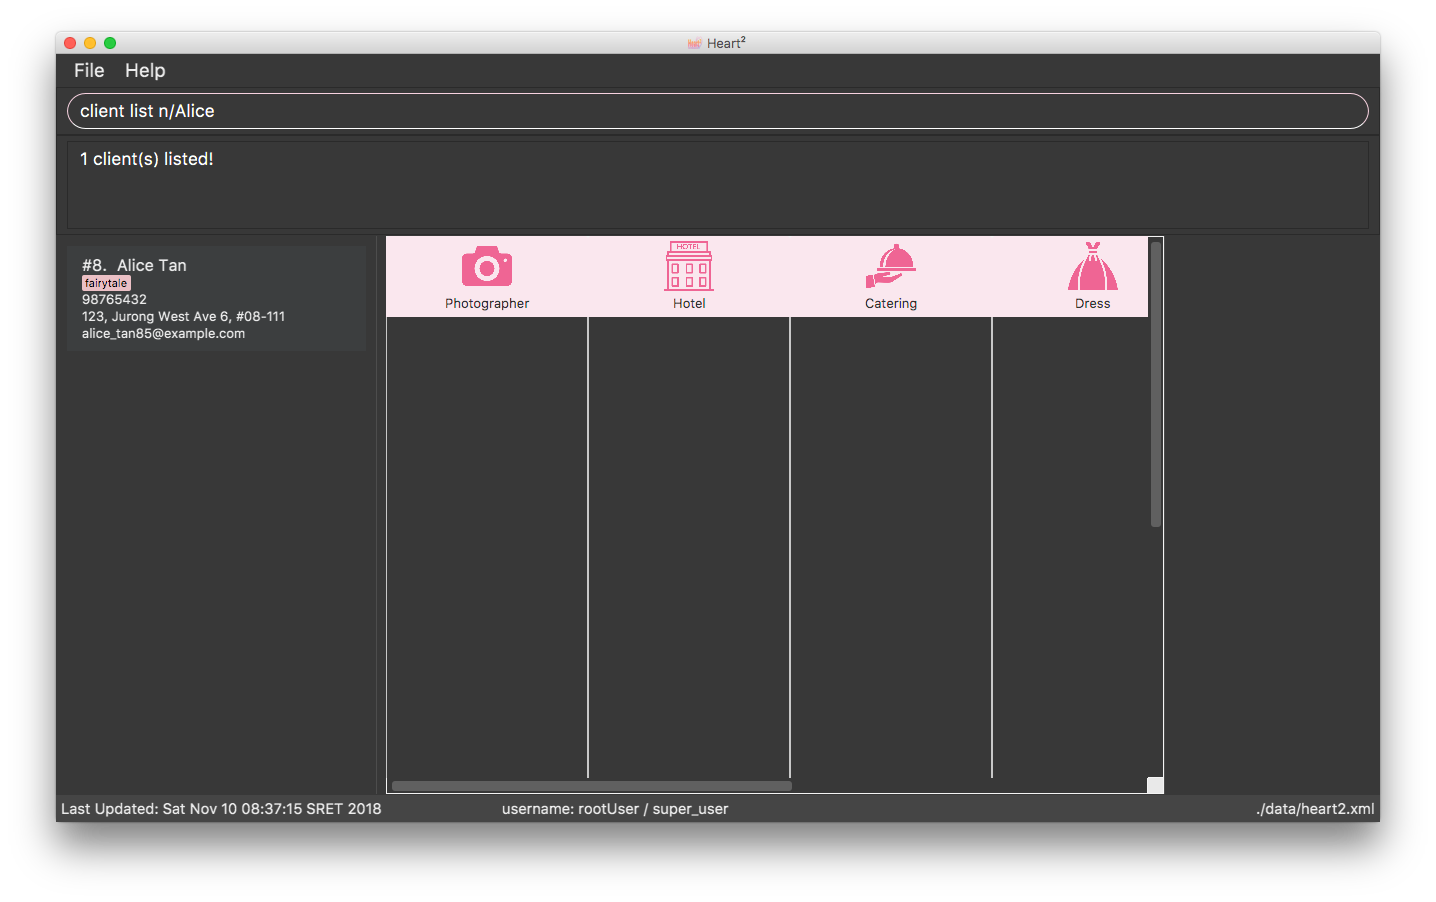 Heart²
File Help
client list n/Alice
1 client(s) listed!
#8. Alice Tan
fairytale
98765432
123, Jurong West Ave 6, #08-111
alice_tan85@example.com
HOTEL
Photographer Hotel Catering Dress
Last Updated: Sat Nov 10 08:37:15 SRET 2018 username: rootUser / super_user ./data/heart2.xml